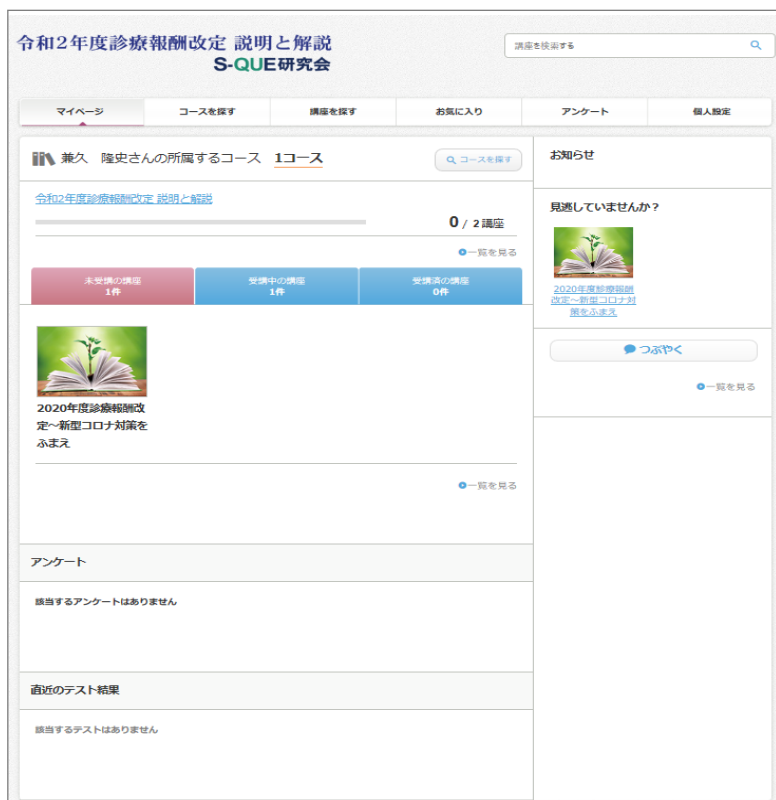 令和2年度診療報酬改定 説明と解説
S-QUE研究会
講座を検索する
マイページ
コースを探す
講座を探す
お気に入り
アンケート
個人設定
兼久 隆史さんの所属するコース 1コース
コースを探す
令和2年度診療報酬改定 説明と解説
0 / 2 講座
一覧を見る
未受講の講座
1件
受講中の講座
1件
受講済の講座
0件
2020年度診療報酬改
定～新型コロナ対策を
ふまえ
一覧を見る
アンケート
該当するアンケートはありません
直近のテスト結果
該当するテストはありません
お知らせ
見逃していませんか？
2020年度診療報酬
改定～新型コロナ対
策をふまえ
つぶやく
一覧を見る